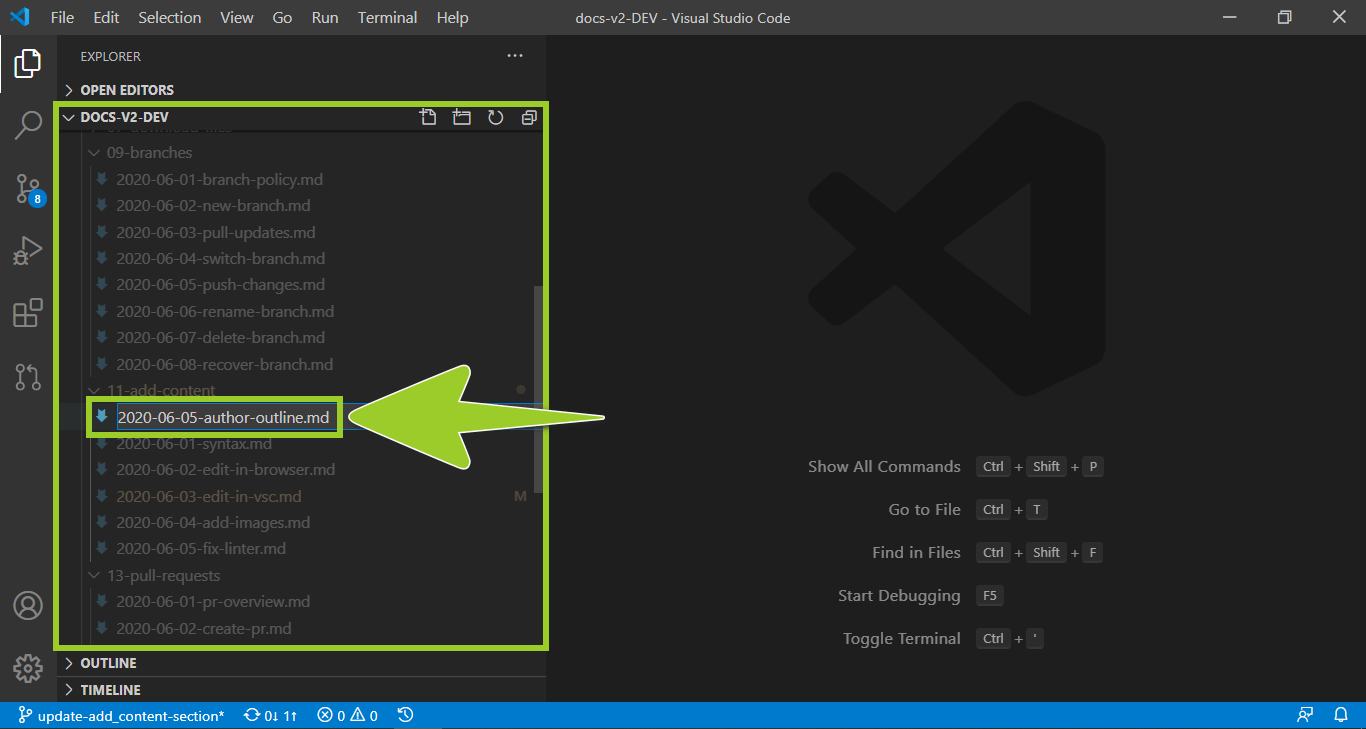 File Edit Selection View Go Run Terminal Help docs-v2-DEV - Visual Studio Code
EXPLORER ...
OPEN EDITORS
DOCS-V2-DEV
09-branches
2020-06-01-branch-policy.md
2020-06-02-new-branch.md
2020-06-03-pull-updates.md
2020-06-04-switch-branch.md
2020-06-05-push-changes.md
2020-06-06-rename-branch.md
2020-06-07-delete-branch.md
2020-06-08-recover-branch.md
11-add-content
2020-06-05-author-outline.md
2020-06-01-syntax.md
2020-06-02-edit-in-browser.md
2020-06-03-edit-in-vsc.md M
2020-06-04-add-images.md
2020-06-05-fix-linter.md
13-pull-requests
2020-06-01-pr-overview.md
2020-06-02-create-pr.md
OUTLINE
TIMELINE
8
Show All Commands Ctrl + Shift + P
Go to File Ctrl + T
Find in Files Ctrl + Shift + F
Start Debugging F5
Toggle Terminal Ctrl + '
update-add_content-section* 0↓ 1↑ 0 0